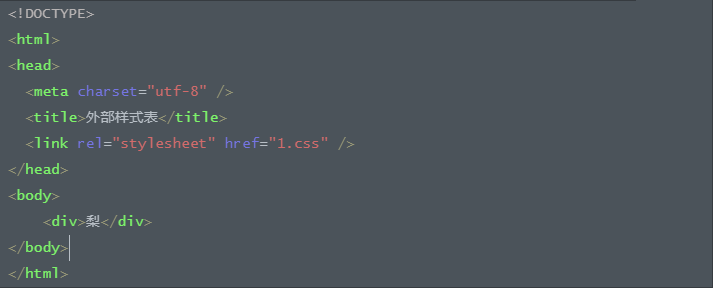 <!DOCTYPE>
<html>
<head>
<meta charset="utf-8" />
<title>外部样式表</title>
<link rel="stylesheet" href="1.css" />
</head>
<body>
<div>梨</div>
</body>
</html>